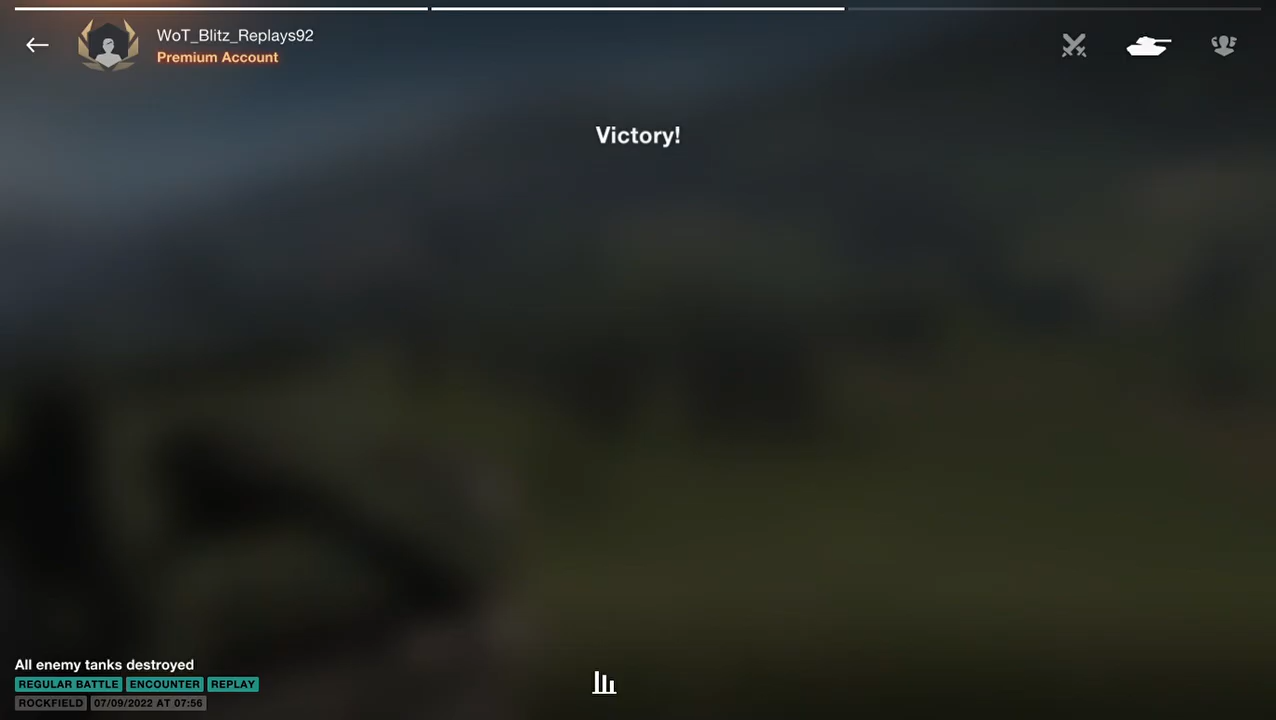 WoT_Blitz_Replays92
Premium Account
Victory!
All enemy tanks destroyed
REGULAR BATTLE ENCOUNTER REPLAY
ROCKFIELD 07/09/2022 AT 07:56